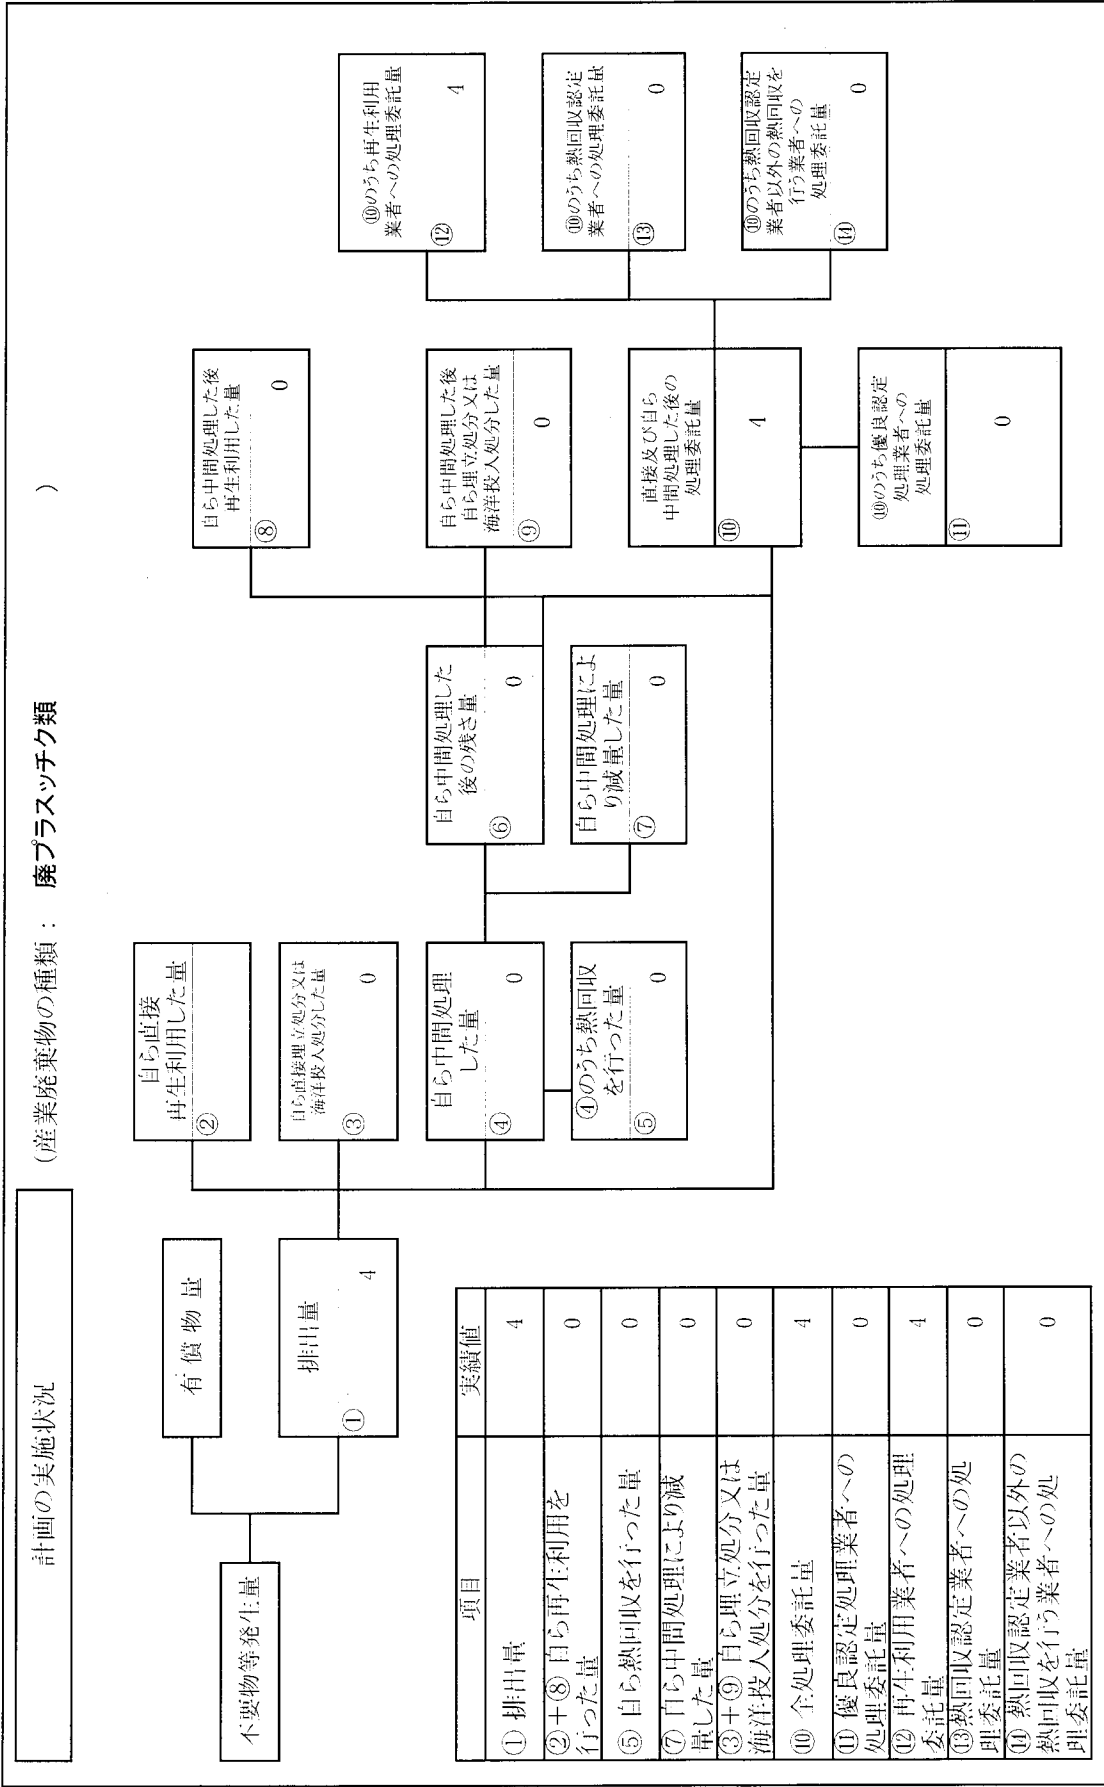 計画の実施状況
(産業廃棄物の種類： 廃プラスッチク類 )
不要物等発生量
有償物量
排出量
① 4
自ら直接
再生利用した量
②
自ら直接埋立処分又は
海洋投入処分した量
③ 0
自ら中間処理
した量
④ 0
④のうち熱回収
を行った量
⑤ 0
自ら中間処理した
後の残さ量
⑥ 0
自ら中間処理によ
り減量した量
⑦ 0
自ら中間処理した後
再生利用した量
⑧ 0
自ら中間処理した後
自ら埋立処分又は
海洋投入処分した量
⑨ 0
直接及び自ら
中間処理した後の
処理委託量
⑩ 4
⑩のうち優良認定
処理業者への
処理委託量
⑪ 0
⑩のうち再生利用
業者への処理委託量
⑫ 4
⑩のうち熱回収認定
業者への処理委託量
⑬ 0
⑩のうち熱回収認定
業者以外の熱回収を
行う業者への
処理委託量
⑭ 0
項目 実績値
① 排出量 4
②+⑧ 自ら再生利用を
行った量 0
⑤ 自ら熱回収を行った量 0
⑦ 自ら中間処理により減
量した量 0
③+⑨ 自ら埋立処分又は
海洋投入処分を行った量 0
⑩ 全処理委託量 4
⑪ 優良認定処理業者への
処理委託量 0
⑫ 再生利用業者への処理
委託量 4
⑬熱回収認定業者への処
理委託量 0
⑭ 熱回収認定業者以外の
熱回収を行う業者への処
理委託量 0